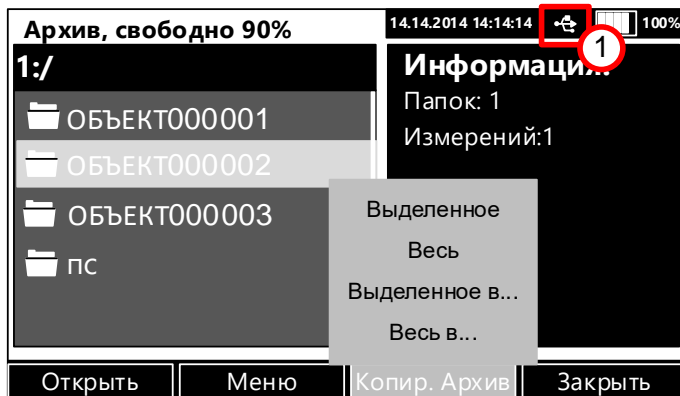 Архив, свободно 90%
14.14.2014 14:14:14
100%
1
1:/
ОБЪЕКТ000001
ОБЪЕКТ000002
ОБЪЕКТ000003
пс
Информация:
Папок: 1
Измерений:1
Выделенное
Весь
Выделенное в...
Весь в...
Открыть
Меню
Копир. Архив
Закрыть